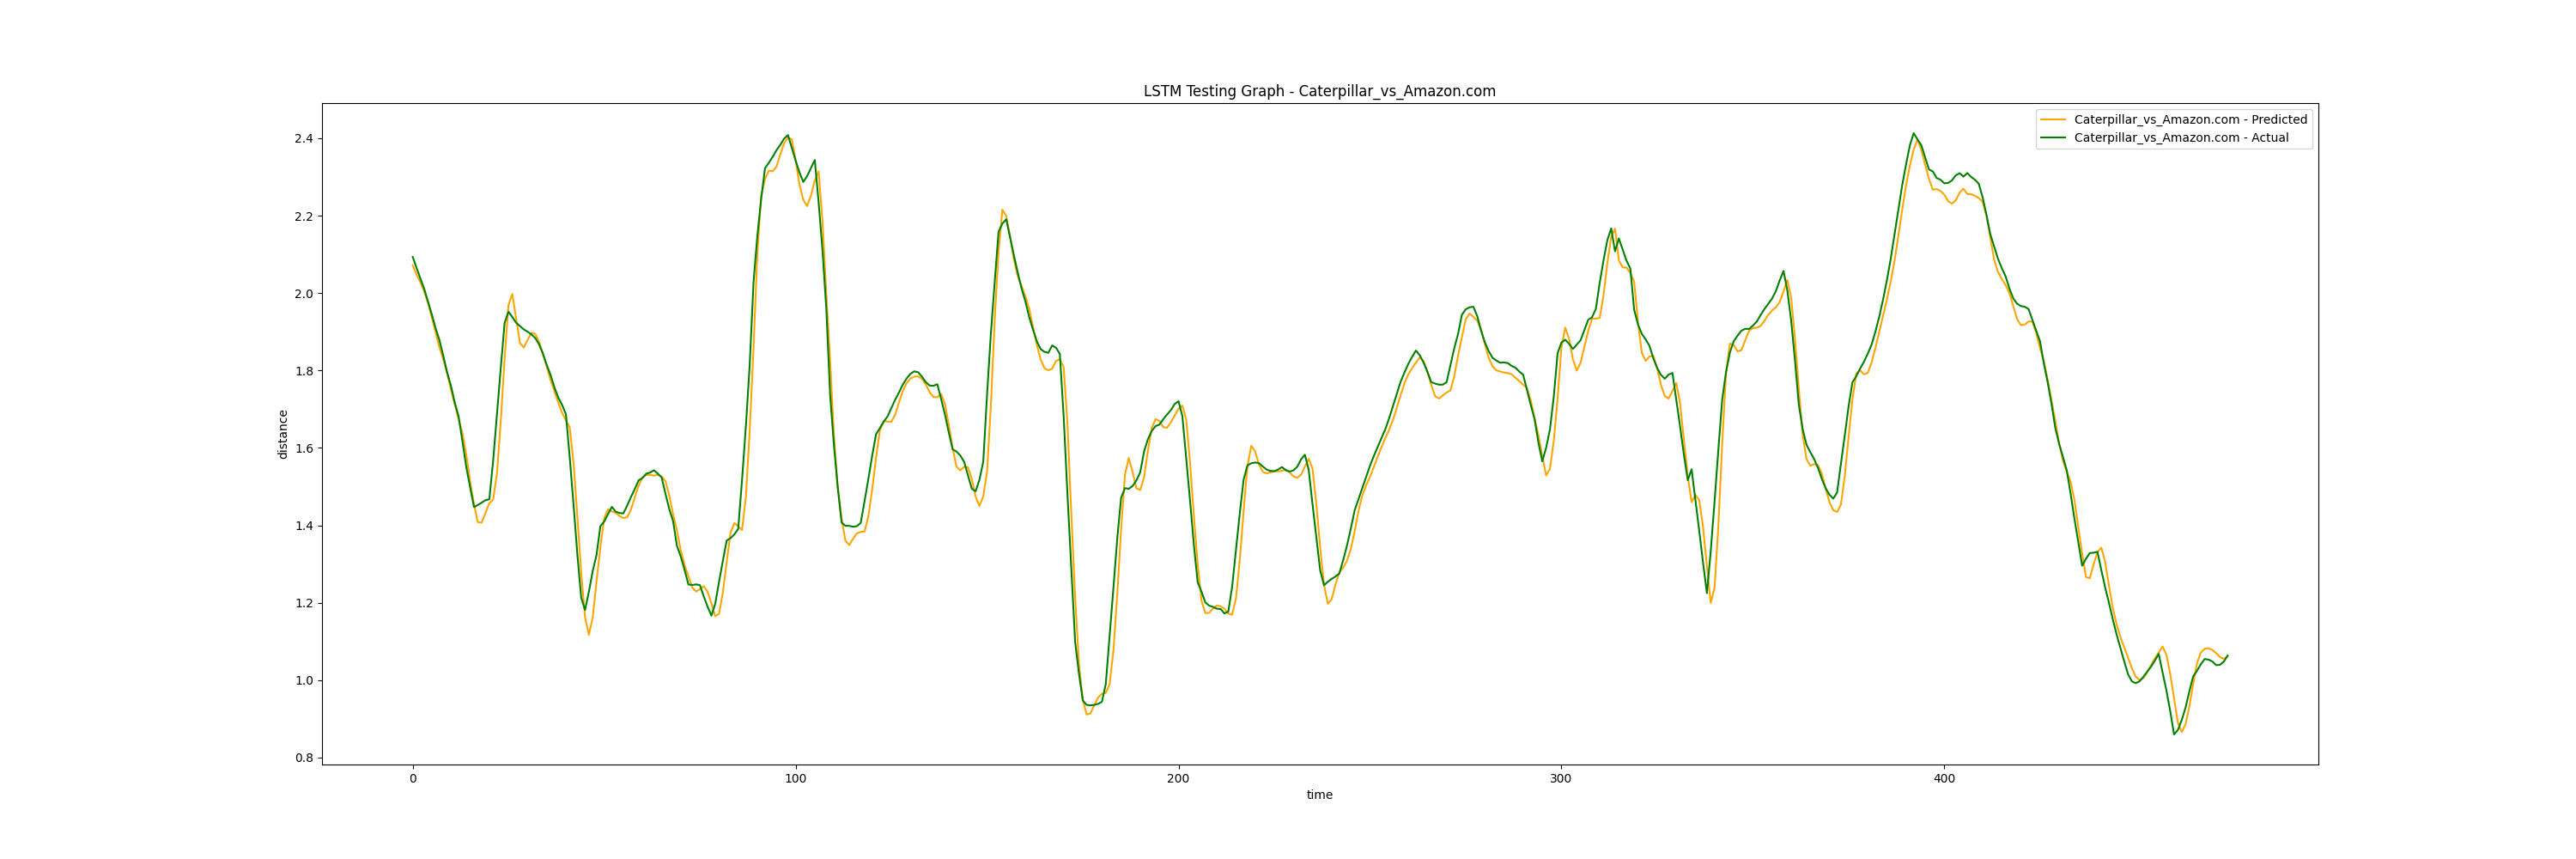 LSTM Testing Graph - Caterpillar_vs_Amazon.com
Caterpillar_vs_Amazon.com - Predicted
Caterpillar_vs_Amazon.com - Actual
distance
2.4
2.2
2.0
1.8
1.6
1.4
1.2
1.0
0.8
0 100 200 300 400
time